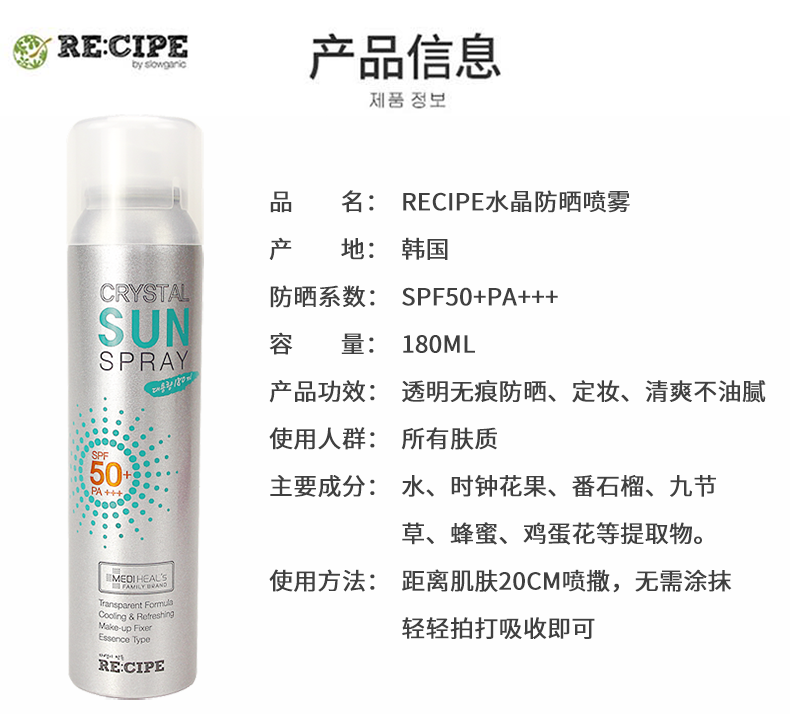 RE:CIPE
by slowganic
产品信息
제품 정보
品 名： RECIPE水晶防晒喷雾
产 地： 韩国
防晒系数： SPF50+PA+++
容 量： 180ML
产品功效： 透明无痕防晒、定妆、清爽不油腻
使用人群： 所有肤质
主要成分： 水、时钟花果、番石榴、九节
草、蜂蜜、鸡蛋花等提取物。
使用方法： 距离肌肤20CM喷撒，无需涂抹
轻轻拍打吸收即可
CRYSTAL
SUN
SPRAY
대용량 180ml
SPF
50+
PA +++
MEDIHEAL's
FAMILY BRAND
Transparent Formula
Cooling & Refreshing
Make-up Fixer
Essence Type
RE:CIPE